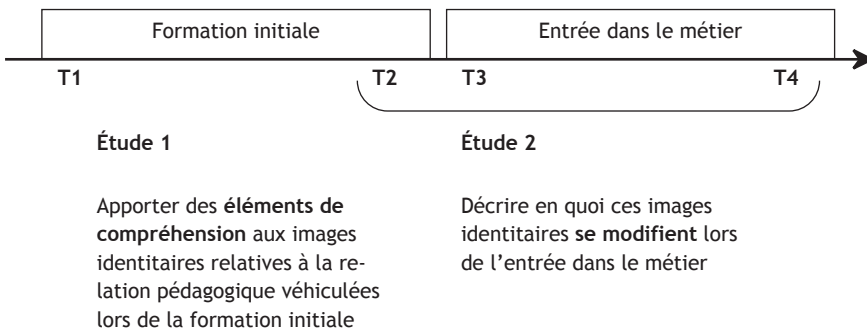 Formation initiale
Entrée dans le métier
T1
T2
T3
T4
Étude 1
Apporter des éléments de
compréhension aux images
identitaires relatives à la re-
lation pédagogique véhiculées
lors de la formation initiale
Étude 2
Décrire en quoi ces images
identitaires se modifient lors
de l’entrée dans le métier